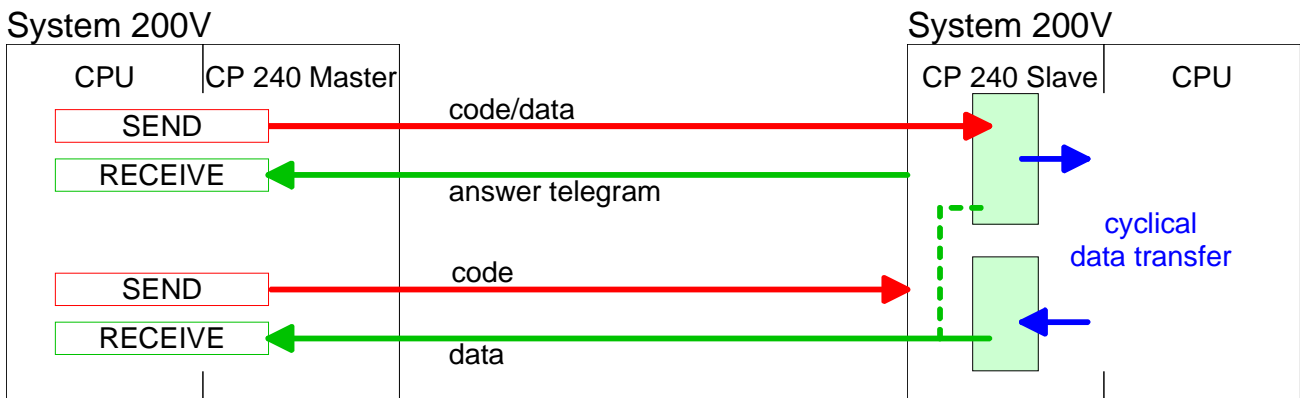 System 200V
System 200V
CPU
CP 240 Master
CP 240 Slave
CPU
SEND
code/data
RECEIVE
answer telegram
cyclical
data transfer
SEND
code
RECEIVE
data